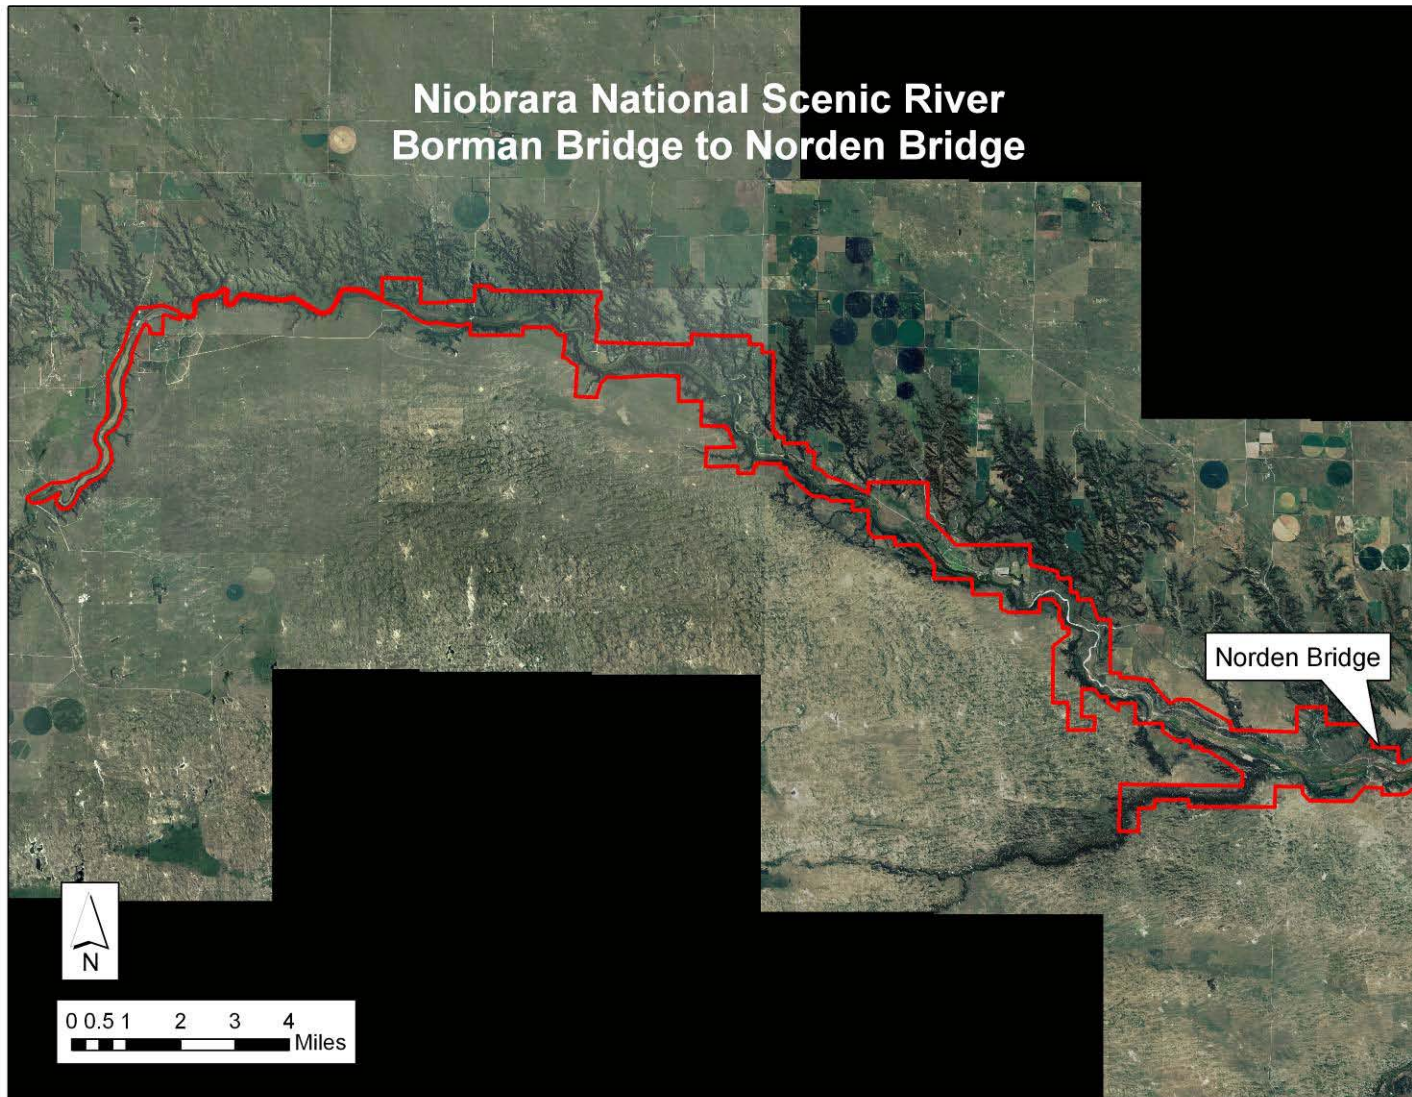 Niobrara National Scenic River
Borman Bridge to Norden Bridge
Norden Bridge
N
0 0.5 1 2 3 4
Miles